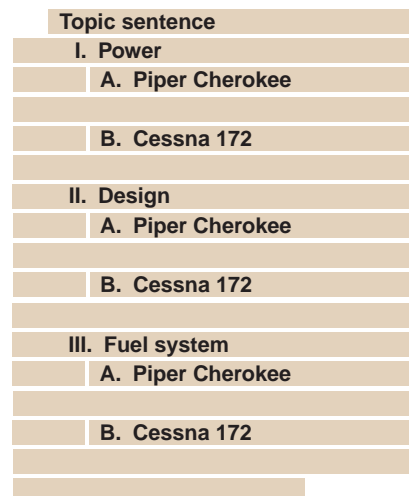 Topic sentence
I. Power
A. Piper Cherokee
B. Cessna 172
II. Design
A. Piper Cherokee
B. Cessna 172
III. Fuel system
A. Piper Cherokee
B. Cessna 172